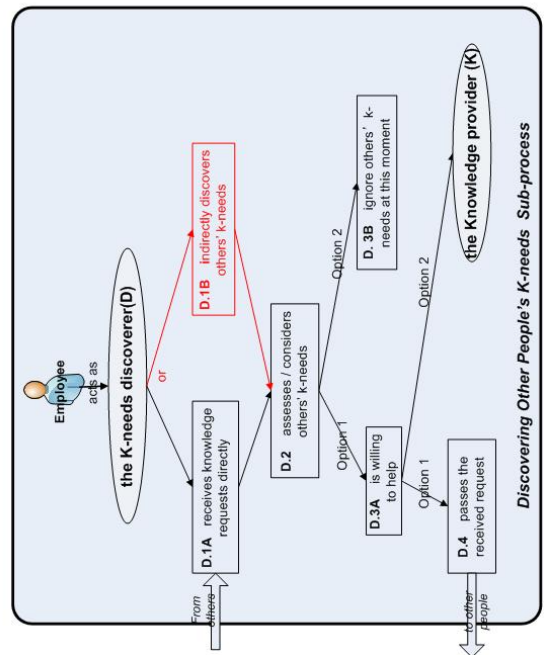 Employee
acts as
the K-needs discoverer(D)
or
From
others
D.1A receives knowledge
requests directly
D.1B indirectly discovers
others' k-needs
D.2 assesses / considers
others' k-needs
Option 1
Option 2
D.3A is willing
to help
D. 3B ignore others' k-
needs at this moment
Option 1
Option 2
to other
people
D.4 passes the
received request
the Knowledge provider (K)
Discovering Other People's K-needs Sub-process